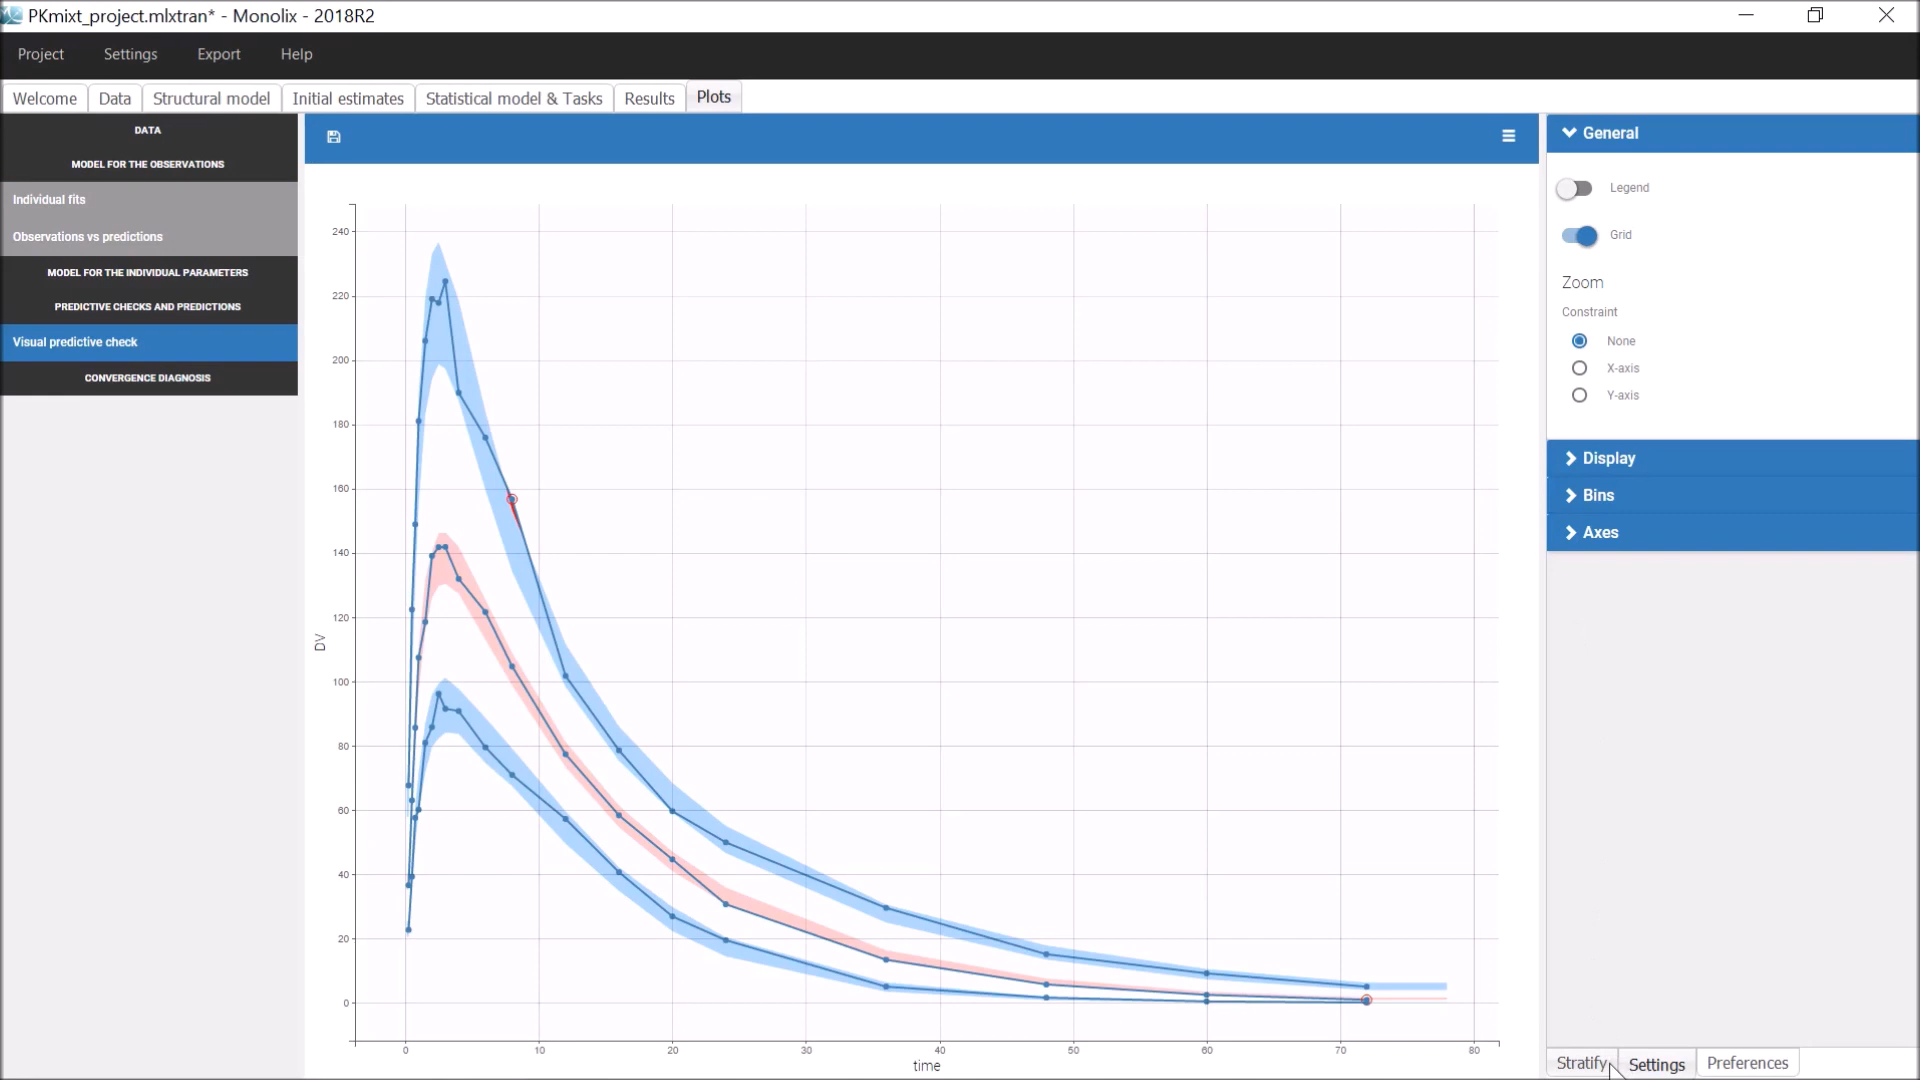 PKmixt_project.mlxtran* - Monolix - 2018R2
Project Settings Export Help
Welcome Data Structural model Initial estimates Statistical model & Tasks Results Plots
DATA
MODEL FOR THE OBSERVATIONS
Individual fits
Observations vs predictions
MODEL FOR THE INDIVIDUAL PARAMETERS
PREDICTIVE CHECKS AND PREDICTIONS
Visual predictive check
CONVERGENCE DIAGNOSIS
240
220
200
180
160
140
120
100
80
60
40
20
0
DV
0 10 20 30 40 50 60 70 80
time
General
Legend
Grid
Zoom
Constraint
None
X-axis
Y-axis
Display
Bins
Axes
Stratify Settings Preferences